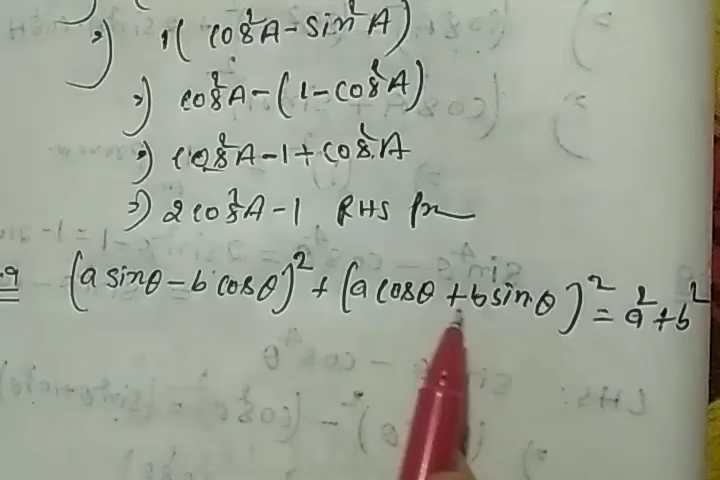 ⇒) 1(cos²A-sin²A)
⇒) cos²A-(1-cos²A)
⇒) cos²A-1+cos²A
⇒) 2cos²A-1 RHS
.9 (a sinθ-b cosθ)² + (a cosθ+b sinθ)² = a²+b²